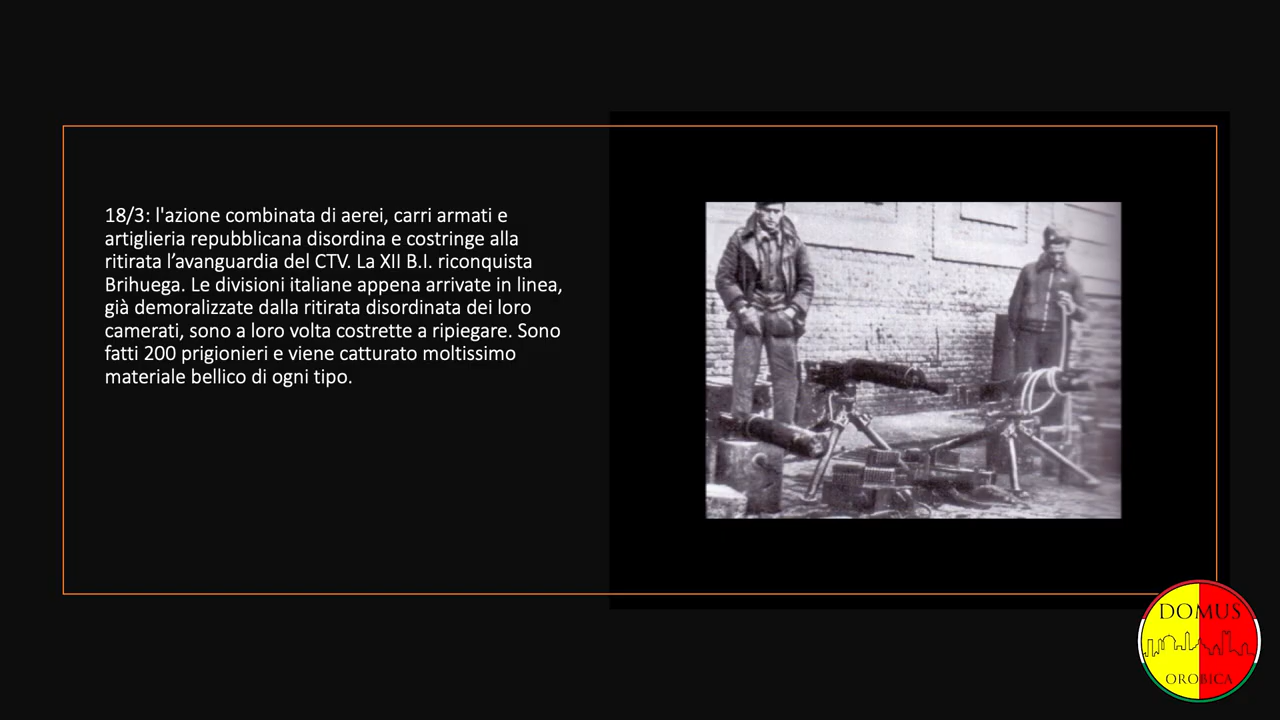 18/3: l'azione combinata di aerei, carri armati e
artiglieria repubblicana disordina e costringe alla
ritirata l’avanguardia del CTV. La XII B.I. riconquista
Brihuega. Le divisioni italiane appena arrivate in linea,
già demoralizzate dalla ritirata disordinata dei loro
camerati, sono a loro volta costrette a ripiegare. Sono
fatti 200 prigionieri e viene catturato moltissimo
materiale bellico di ogni tipo.
DOMUS
OROBICA